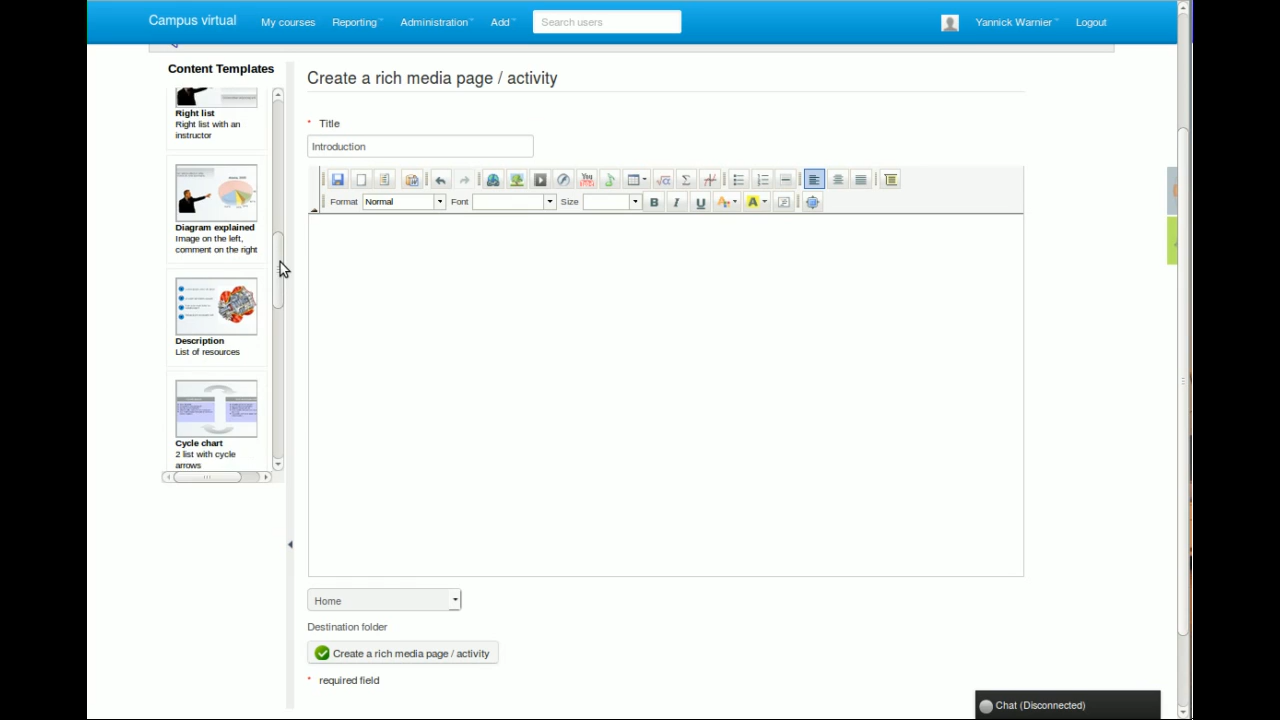 Campus virtual
My courses
Reporting
Administration
Add
Search users
Yannick Warnier
Logout
Content Templates
Right list
Right list with an
instructor
Diagram explained
Image on the left,
comment on the right
Description
List of resources
Cycle chart
2 list with cycle
arrows
Create a rich media page / activity
* Title
Introduction
You
Format Normal Font Size B I U A
Home
Destination folder
Create a rich media page / activity
* required field
Chat (Disconnected)